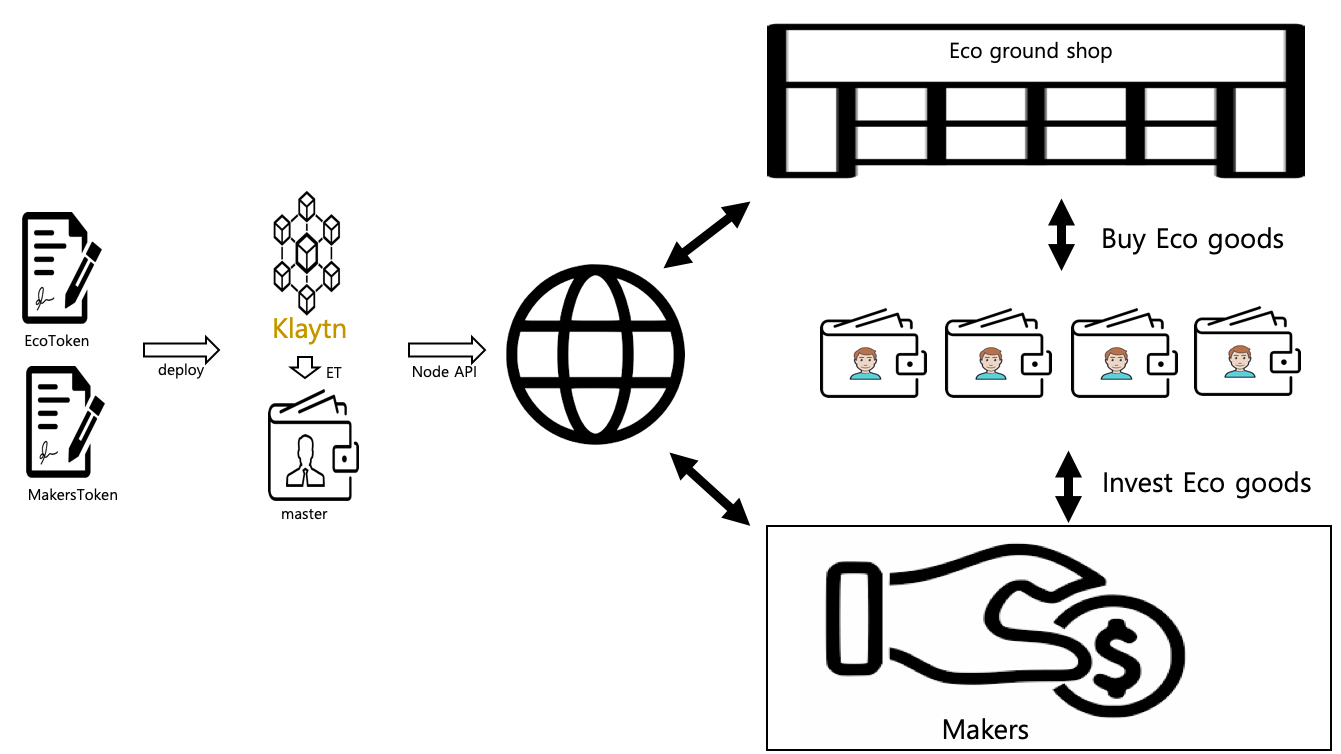 Eco ground shop
Buy Eco goods
Klaytn
EcoToken
deploy
ET
Node API
MakersToken
master
Invest Eco goods
$
Makers